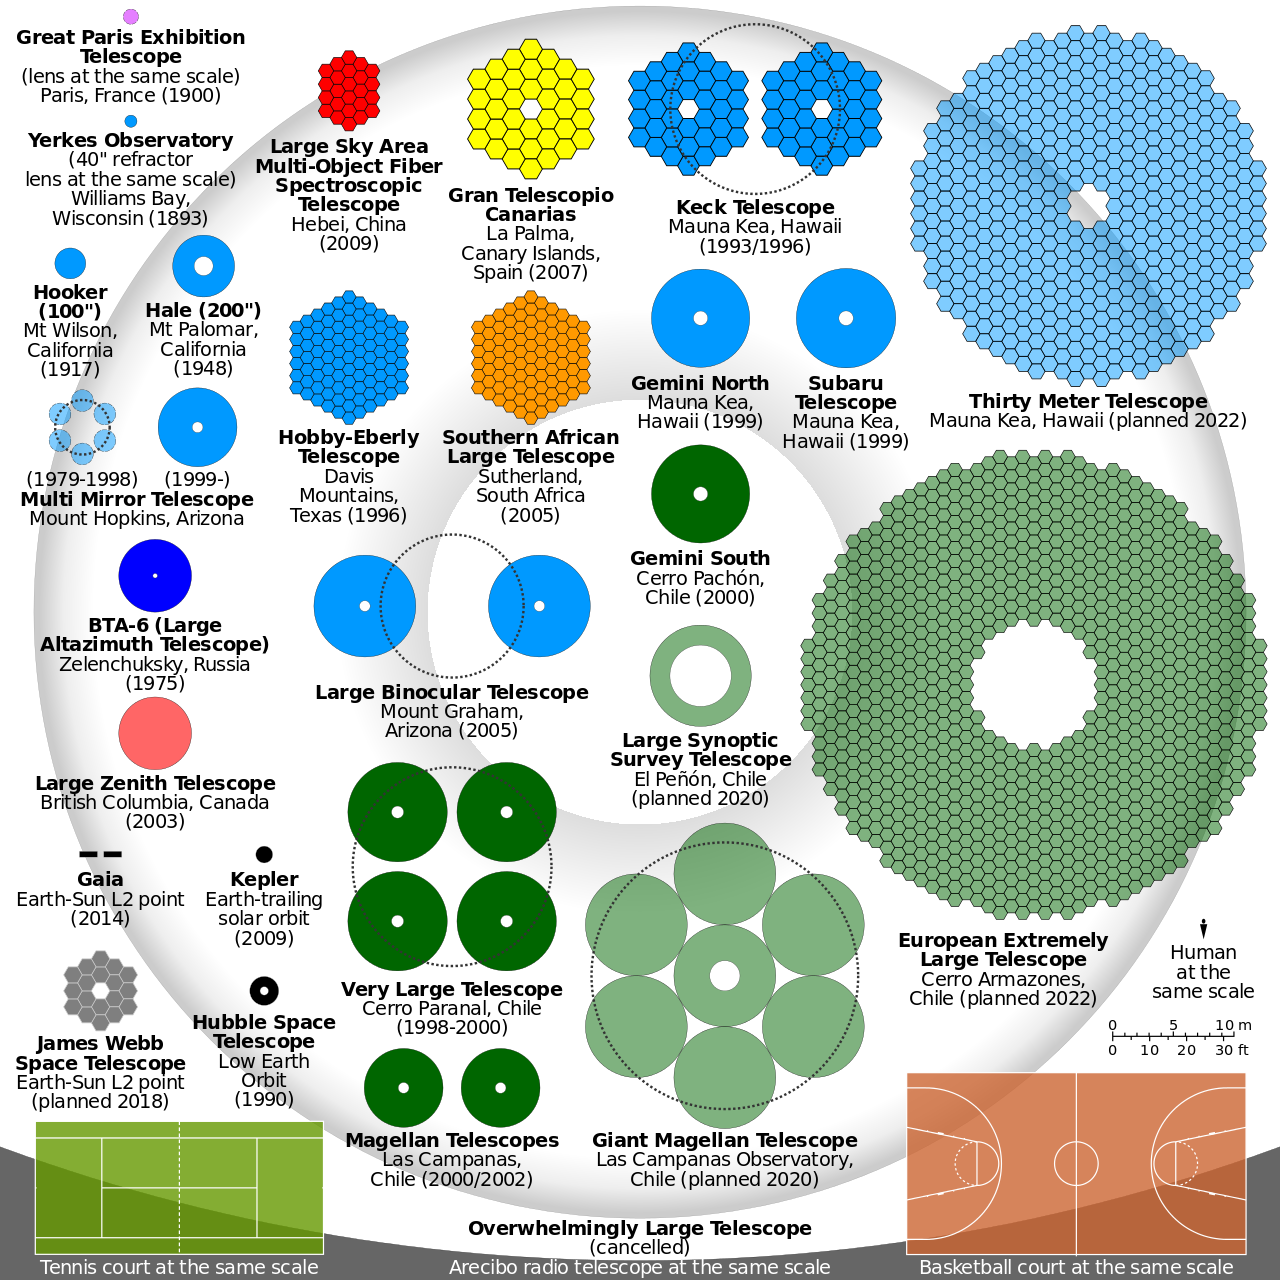 Great Paris Exhibition
Telescope
(lens at the same scale)
Paris, France (1900)
Yerkes Observatory
(40" refractor
lens at the same scale)
Williams Bay,
Wisconsin (1893)
Hooker
(100")
Mt Wilson,
California
(1917)
Hale (200")
Mt Palomar,
California
(1948)
(1979-1998)
(1999-)
Multi Mirror Telescope
Mount Hopkins, Arizona
BTA-6 (Large
Altazimuth Telescope)
Zelenchuksky, Russia
(1975)
Large Zenith Telescope
British Columbia, Canada
(2003)
Gaia
Earth-Sun L2 point
(2014)
Kepler
Earth-trailing
solar orbit
(2009)
James Webb
Space Telescope
Earth-Sun L2 point
(planned 2018)
Hubble Space
Telescope
Low Earth
Orbit
(1990)
Tennis court at the same scale
Large Sky Area
Multi-Object Fiber
Spectroscopic
Telescope
Hebei, China
(2009)
Gran Telescopio
Canarias
La Palma,
Canary Islands,
Spain (2007)
Keck Telescope
Mauna Kea, Hawaii
(1993/1996)
Hobby-Eberly
Telescope
Davis
Mountains,
Texas (1996)
Southern African
Large Telescope
Sutherland,
South Africa
(2005)
Gemini North
Mauna Kea,
Hawaii (1999)
Subaru
Telescope
Mauna Kea,
Hawaii (1999)
Thirty Meter Telescope
Mauna Kea, Hawaii (planned 2022)
Gemini South
Cerro Pachón,
Chile (2000)
Large Binocular Telescope
Mount Graham,
Arizona (2005)
Large Synoptic
Survey Telescope
El Peñón, Chile
(planned 2020)
Very Large Telescope
Cerro Paranal, Chile
(1998-2000)
Magellan Telescopes
Las Campanas,
Chile (2000/2002)
Giant Magellan Telescope
Las Campanas Observatory,
Chile (planned 2020)
European Extremely
Large Telescope
Cerro Armazones,
Chile (planned 2022)
Human
at the
same scale
0 5 10 m
0 10 20 30 ft
Overwhelmingly Large Telescope
(cancelled)
Arecibo radio telescope at the same scale
Basketball court at the same scale